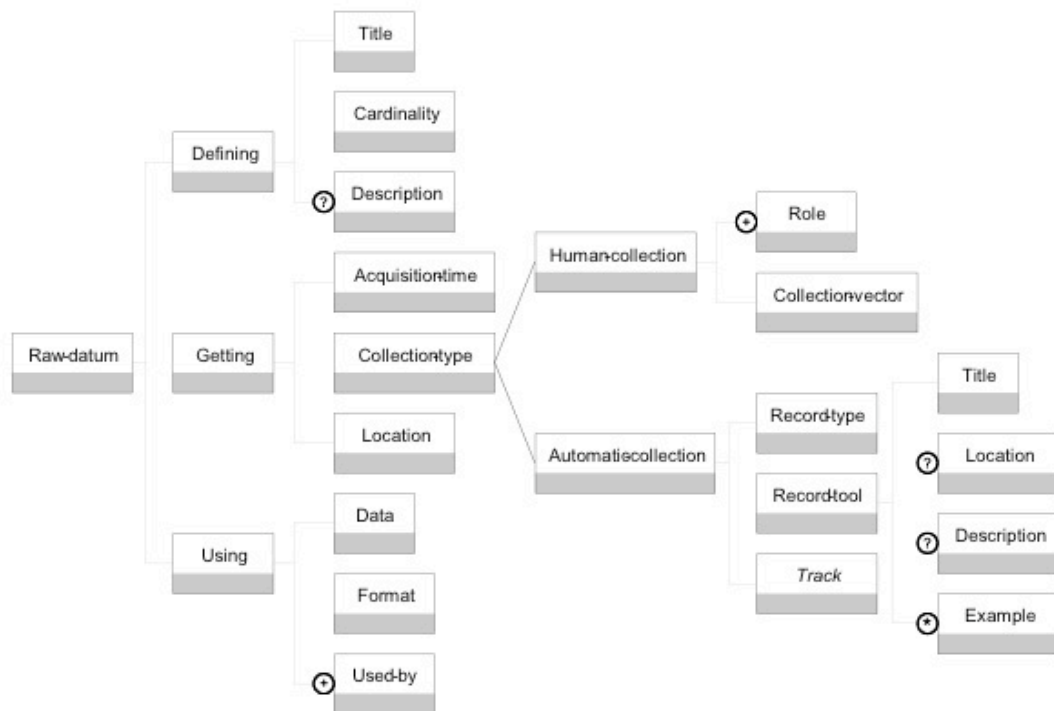 Title
Cardinality
Defining
? Description
Acquisition-time
Raw-datum
Getting
Collection-type
Location
Using
Data
Format
+ Used-by
Human-collection
+ Role
Collection-vector
Automatic-collection
Record-type
Record-tool
Track
Title
? Location
? Description
* Example